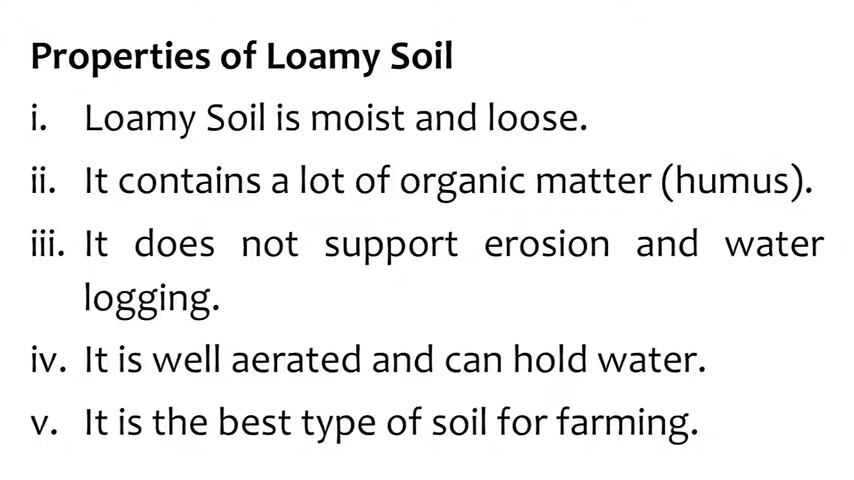 Properties of Loamy Soil
i. Loamy Soil is moist and loose.
ii. It contains a lot of organic matter (humus).
iii. It does not support erosion and water
logging.
iv. It is well aerated and can hold water.
v. It is the best type of soil for farming.